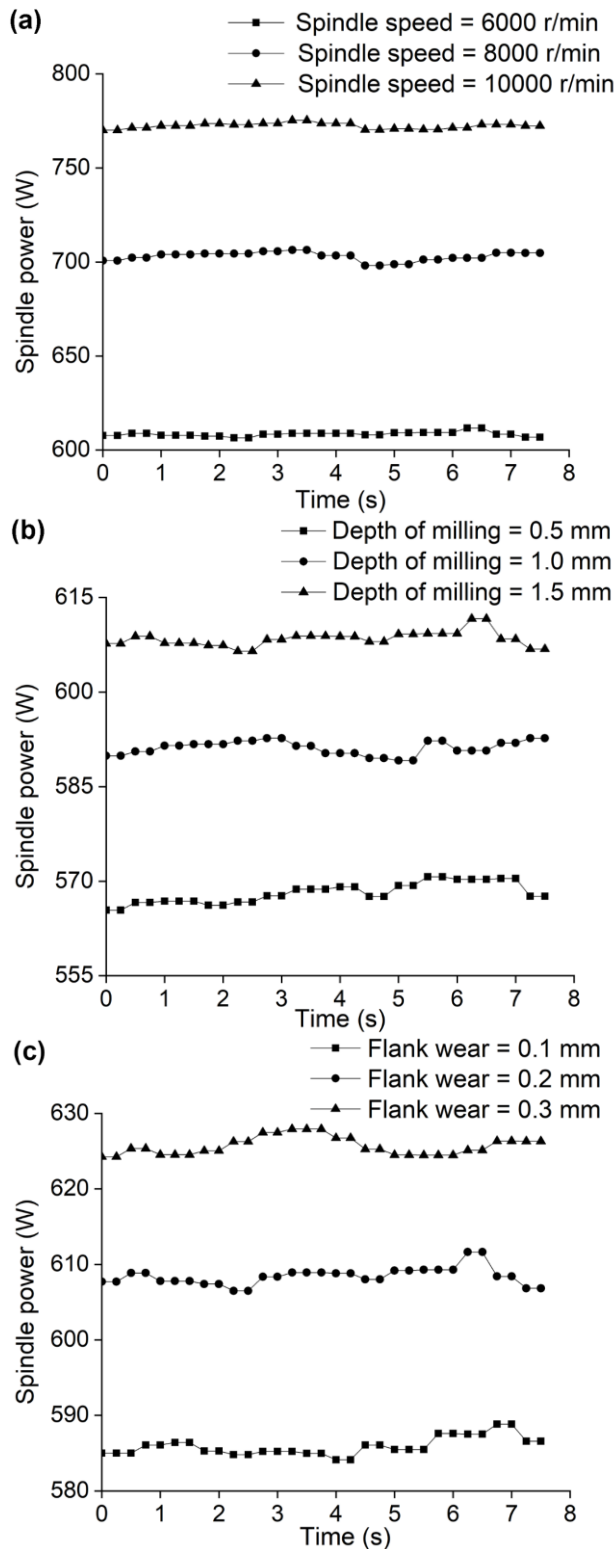 (a)
Spindle speed = 6000 r/min
Spindle speed = 8000 r/min
Spindle speed = 10000 r/min
800
750
700
650
600
Spindle power (W)
0 1 2 3 4 5 6 7 8
Time (s)
(b)
Depth of milling = 0.5 mm
Depth of milling = 1.0 mm
Depth of milling = 1.5 mm
615
600
585
570
555
Spindle power (W)
0 1 2 3 4 5 6 7 8
Time (s)
(c)
Flank wear = 0.1 mm
Flank wear = 0.2 mm
Flank wear = 0.3 mm
630
620
610
600
590
580
Spindle power (W)
0 1 2 3 4 5 6 7 8
Time (s)